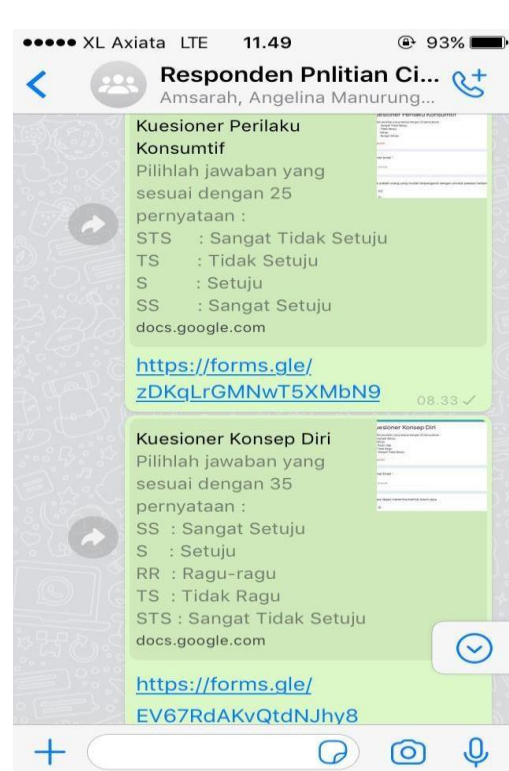 XL Axiata LTE 11.49 93%
Responden Pnlitian Ci...
Amsarah, Angelina Manurung...
Kuesioner Perilaku
Konsumtif
Pilihlah jawaban yang
sesuai dengan 25
pernyataan :
STS : Sangat Tidak Setuju
TS : Tidak Setuju
S : Setuju
SS : Sangat Setuju
docs.google.com
https://forms.gle/
zDKqLrGMNwT5XMbN9
08.33
Kuesioner Konsep Diri
Pilihlah jawaban yang
sesuai dengan 35
pernyataan :
SS : Sangat Setuju
S : Setuju
RR : Ragu-ragu
TS : Tidak Ragu
STS : Sangat Tidak Setuju
docs.google.com
https://forms.gle/
EV67RdAKvQtdNJhy8